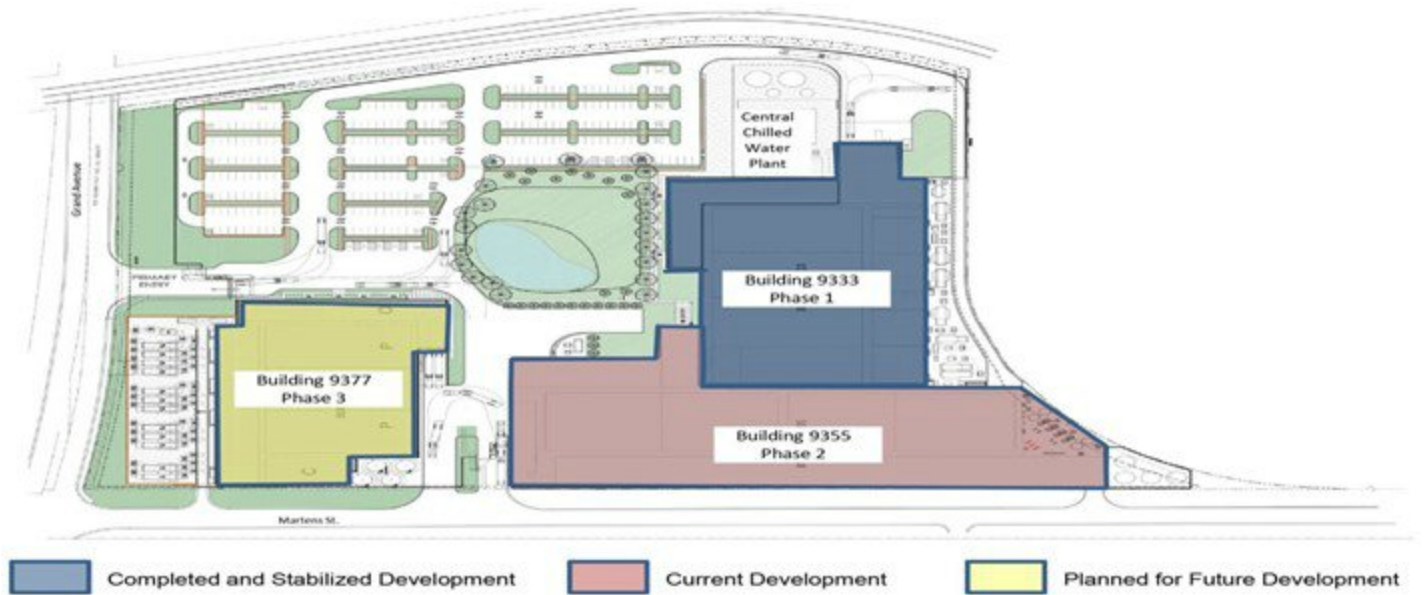 Central
Chilled
Water
Plant
Grand Avenue
PRIMARY
ENTRY
Building 9333
Phase 1
Building 9377
Phase 3
Building 9355
Phase 2
Martens St.
Completed and Stabilized Development
Current Development
Planned for Future Development